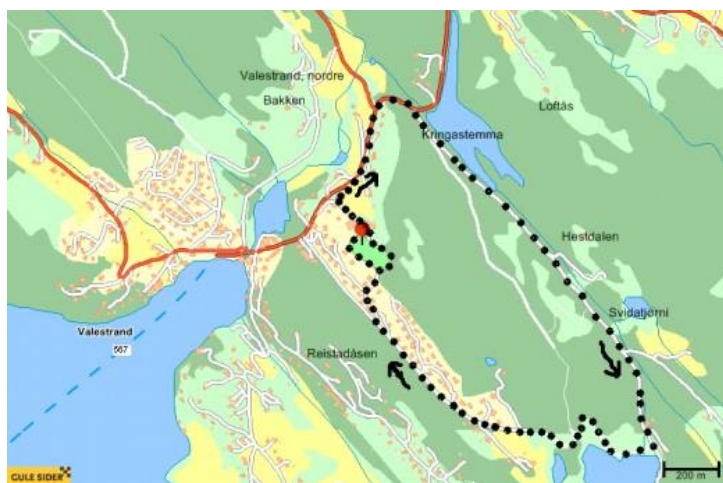 Valestrand, nordre
Bakken
Loftås
Kringastemma
Hestdalen
Svidatjørni
Valestrand
567
Reistadåsen
GULE SIDER
200 m